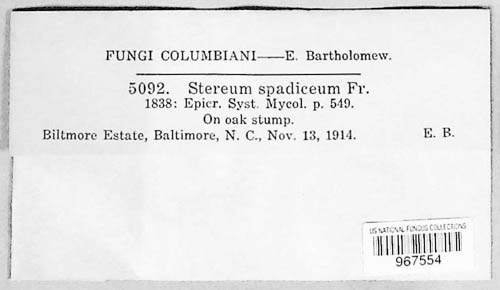 FUNGI COLUMBIANI—E. Bartholomew.
5092. Stereum spadiceum Fr.
1838: Epicr. Syst. Mycol. p. 549.
On oak stump.
Biltmore Estate, Baltimore, N. C., Nov. 13, 1914. E. B.
US NATIONAL FUNGUS COLLECTIONS
967554